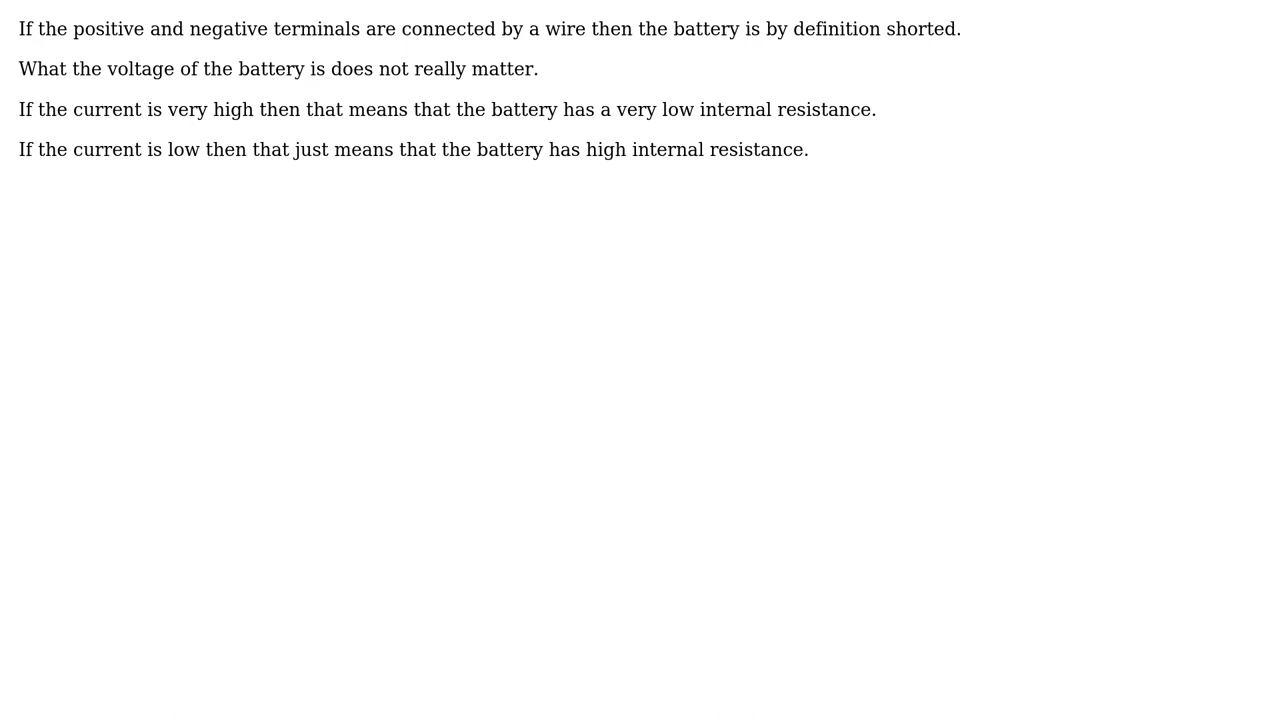 If the positive and negative terminals are connected by a wire then the battery is by definition shorted.
What the voltage of the battery is does not really matter.
If the current is very high then that means that the battery has a very low internal resistance.
If the current is low then that just means that the battery has high internal resistance.